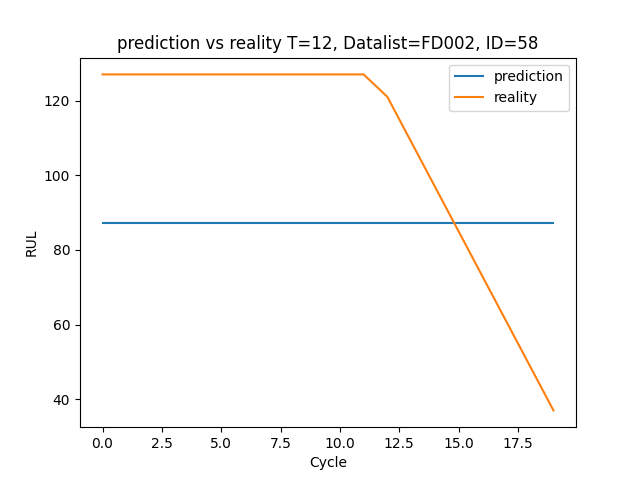 prediction vs reality T=12, Datalist=FD002, ID=58
prediction
reality
RUL
120
100
80
60
40
0.0 2.5 5.0 7.5 10.0 12.5 15.0 17.5
Cycle